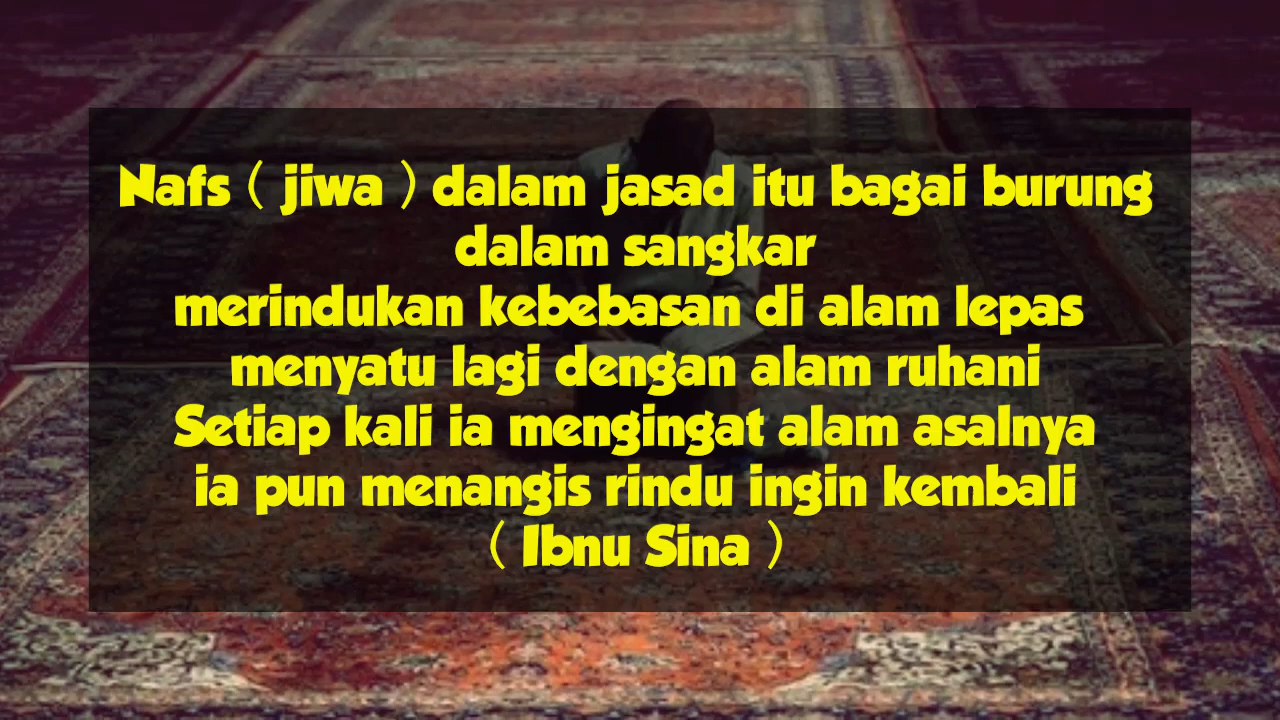 Nafs ( jiwa ) dalam jasad itu bagai burung
dalam sangkar
merindukan kebebasan di alam lepas
menyatu lagi dengan alam ruhani
Setiap kali ia mengingat alam asalnya
ia pun menangis rindu ingin kembali
( Ibnu Sina )